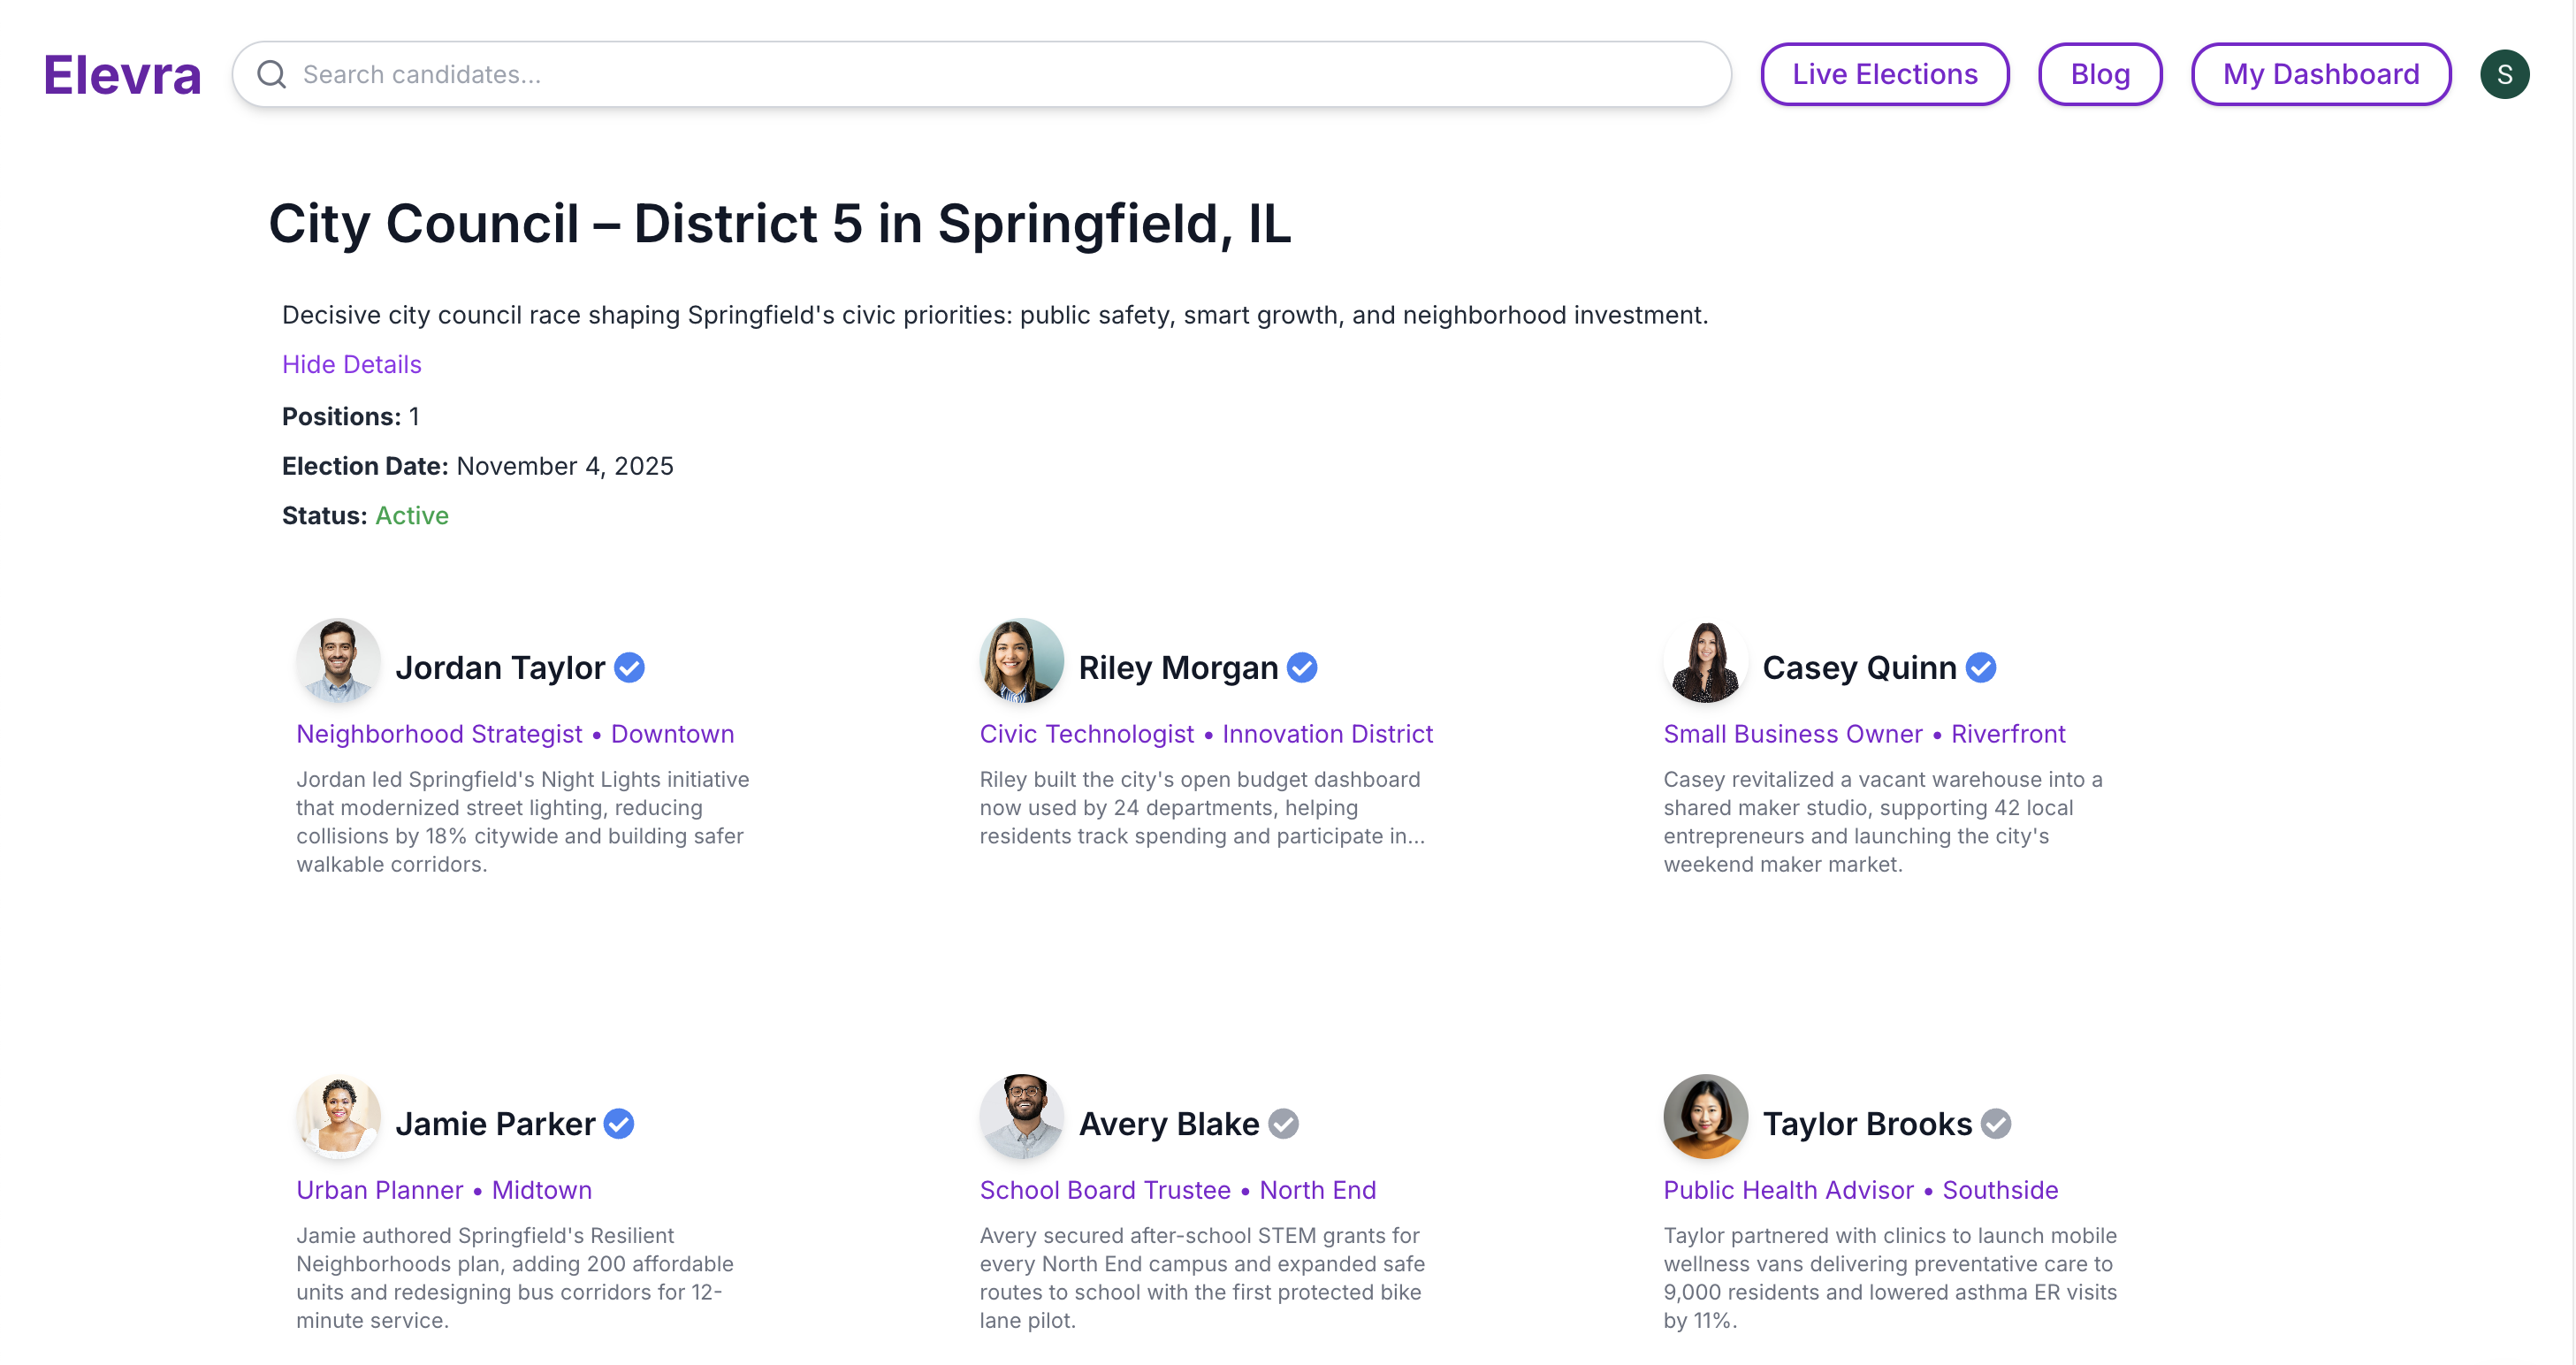 Elevra
Search candidates...
Live Elections
Blog
My Dashboard
S
City Council – District 5 in Springfield, IL
Decisive city council race shaping Springfield's civic priorities: public safety, smart growth, and neighborhood investment.
Hide Details
Positions: 1
Election Date: November 4, 2025
Status: Active
Jordan Taylor
Neighborhood Strategist • Downtown
Jordan led Springfield's Night Lights initiative
that modernized street lighting, reducing
collisions by 18% citywide and building safer
walkable corridors.
Riley Morgan
Civic Technologist • Innovation District
Riley built the city's open budget dashboard
now used by 24 departments, helping
residents track spending and participate in...
Casey Quinn
Small Business Owner • Riverfront
Casey revitalized a vacant warehouse into a
shared maker studio, supporting 42 local
entrepreneurs and launching the city's
weekend maker market.
Jamie Parker
Urban Planner • Midtown
Jamie authored Springfield's Resilient
Neighborhoods plan, adding 200 affordable
units and redesigning bus corridors for 12-
minute service.
Avery Blake
School Board Trustee • North End
Avery secured after-school STEM grants for
every North End campus and expanded safe
routes to school with the first protected bike
lane pilot.
Taylor Brooks
Public Health Advisor • Southside
Taylor partnered with clinics to launch mobile
wellness vans delivering preventative care to
9,000 residents and lowered asthma ER visits
by 11%.